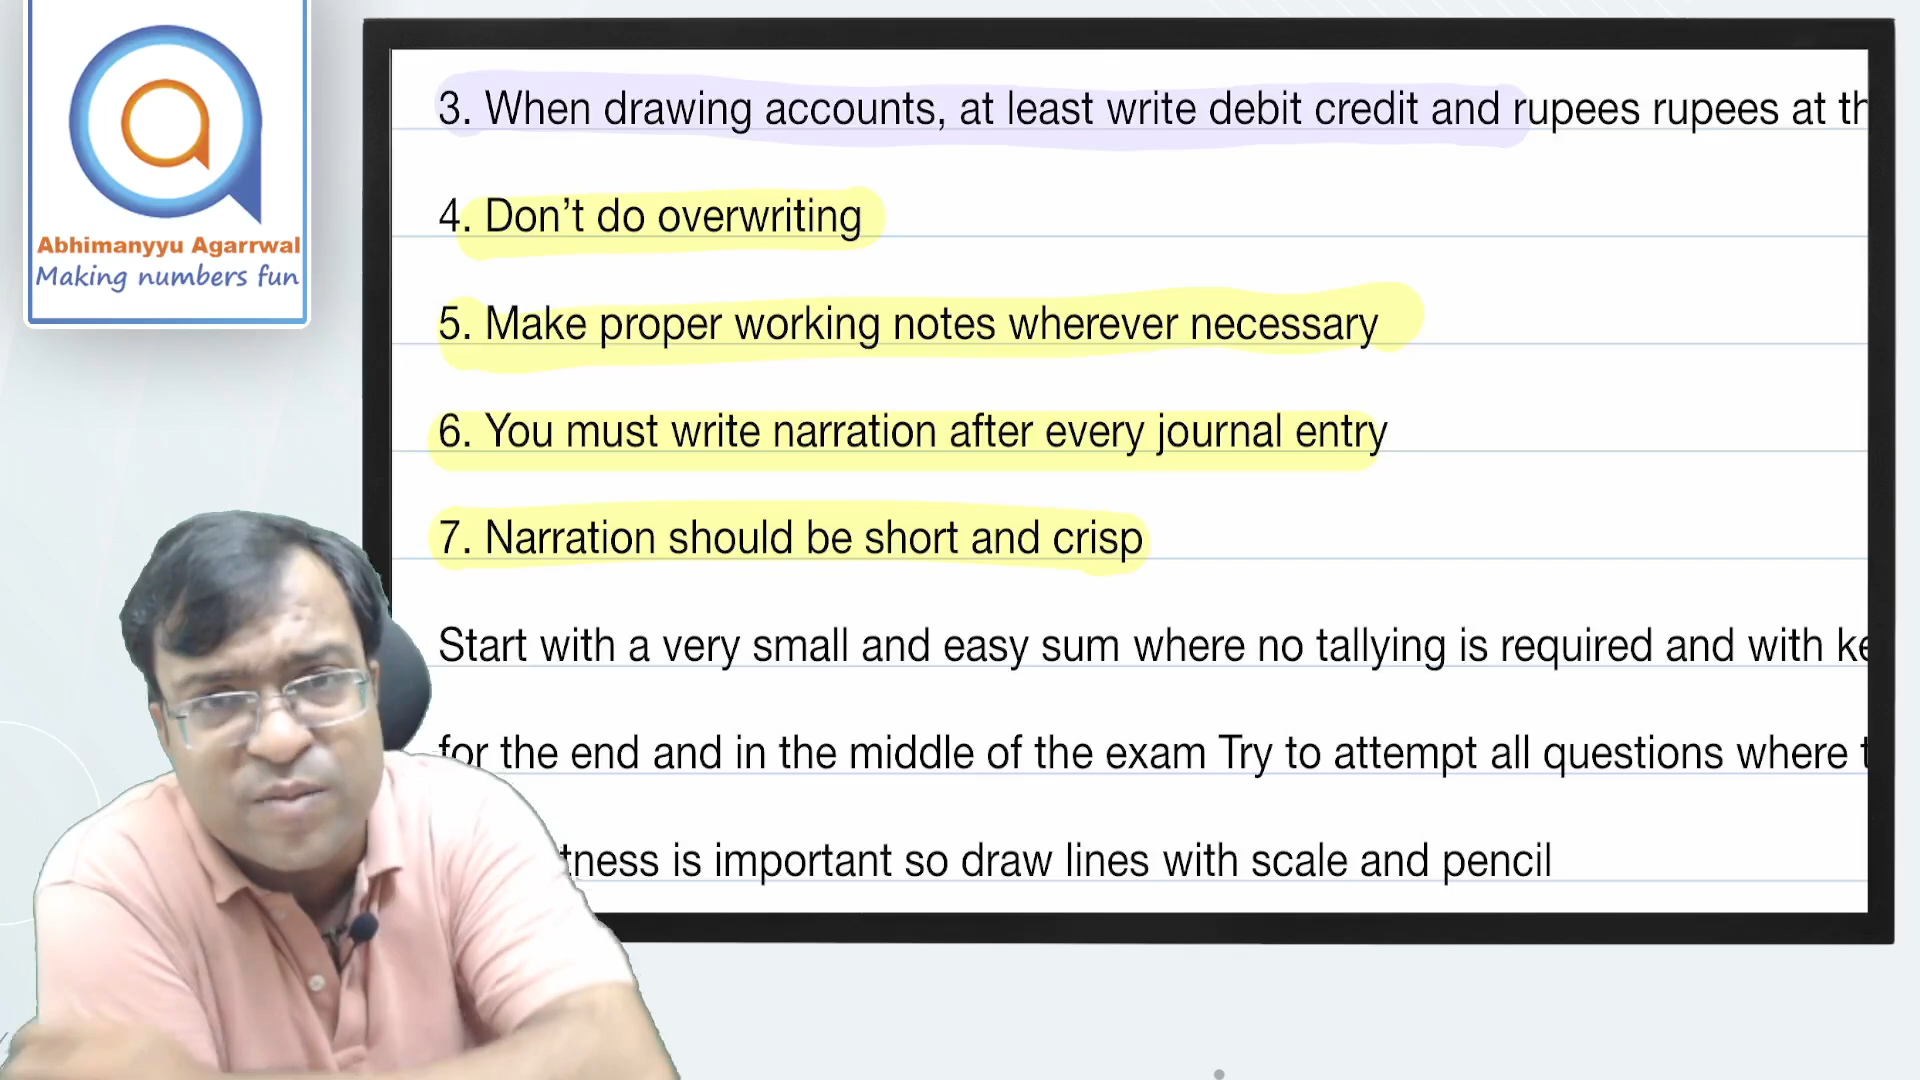 Abhimanyyu Agarrwal
Making numbers fun
3. When drawing accounts, at least write debit credit and rupees rupees at
4. Don’t do overwriting
5. Make proper working notes wherever necessary
6. You must write narration after every journal entry
7. Narration should be short and crisp
Start with a very small and easy sum where no tallying is required and with
for the end and in the middle of the exam Try to attempt all questions where
is important so draw lines with scale and pencil